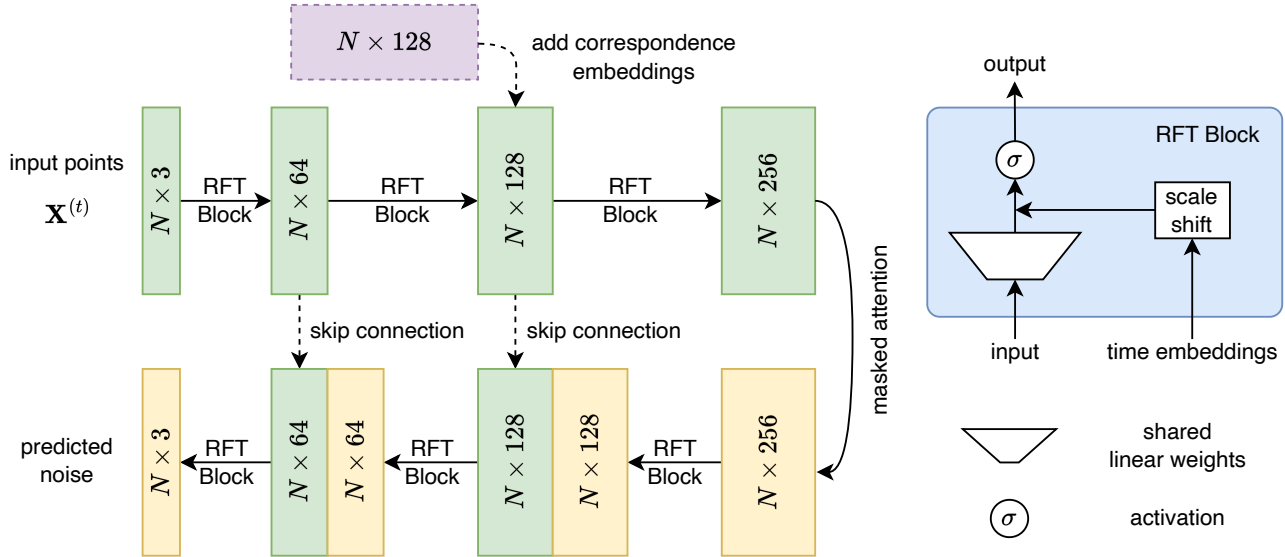 N × 128
add correspondence
embeddings
input points
X^(t)
N × 3
RFT
Block
N × 64
RFT
Block
N × 128
RFT
Block
N × 256
masked attention
skip connection
skip connection
predicted
noise
N × 3
RFT
Block
N × 64
N × 64
RFT
Block
N × 128
N × 128
RFT
Block
N × 256
output
RFT Block
σ
scale
shift
input
time embeddings
shared
linear weights
σ
activation